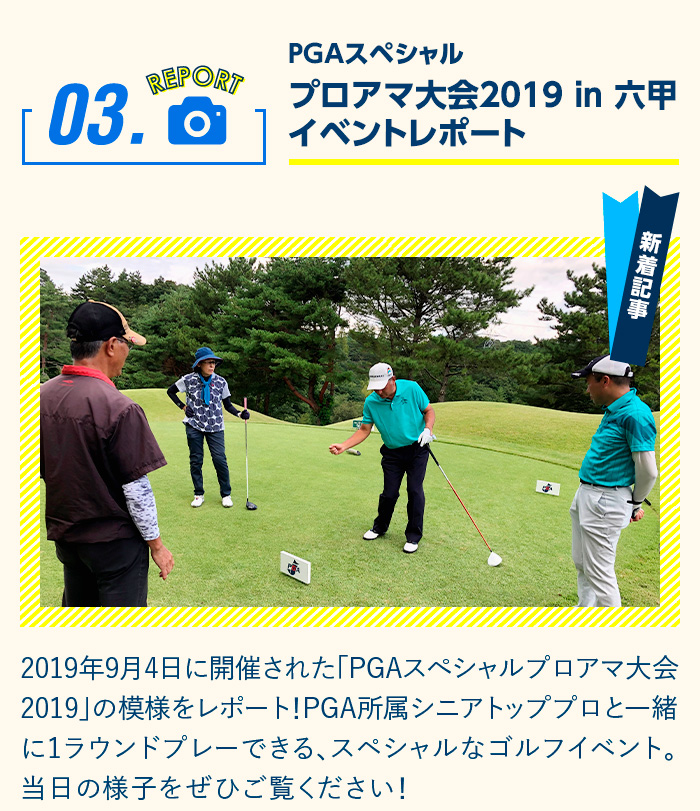 REPORT
03.
PGAスペシャル
プロアマ大会2019 in 六甲
イベントレポート
新着記事
PGA
2019年9月4日に開催された「PGAスペシャルプロアマ大会
2019」の模様をレポート！PGA所属シニアトッププロと一緒
に1ラウンドプレーできる、スペシャルなゴルフイベント。
当日の様子をぜひご覧ください！